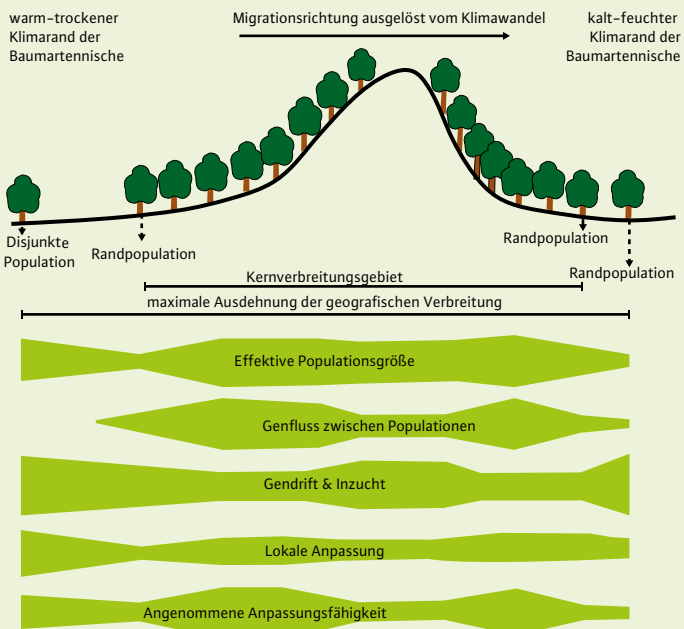 warm-trockener
Klimarand der
Baumartennische
Migrationsrichtung ausgelöst vom Klimawandel
kalt-feuchter
Klimarand der
Baumartennische
Disjunkte
Population
Randpopulation
Randpopulation
Randpopulation
Kernverbreitungsgebiet
maximale Ausdehnung der geografischen Verbreitung
Effektive Populationsgröße
Genfluss zwischen Populationen
Gendrift & Inzucht
Lokale Anpassung
Angenommene Anpassungsfähigkeit